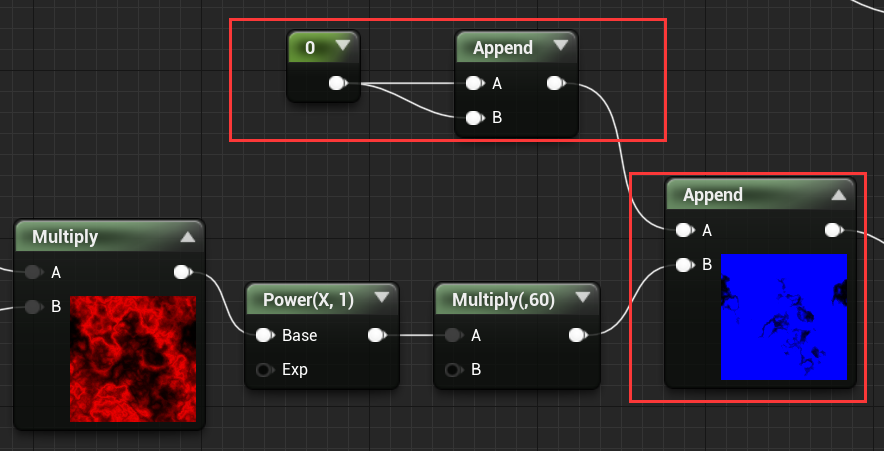 0
Append
A
B
Append
A
B
Multiply
A
B
Power(X, 1)
Base
Exp
Multiply(,60)
A
B